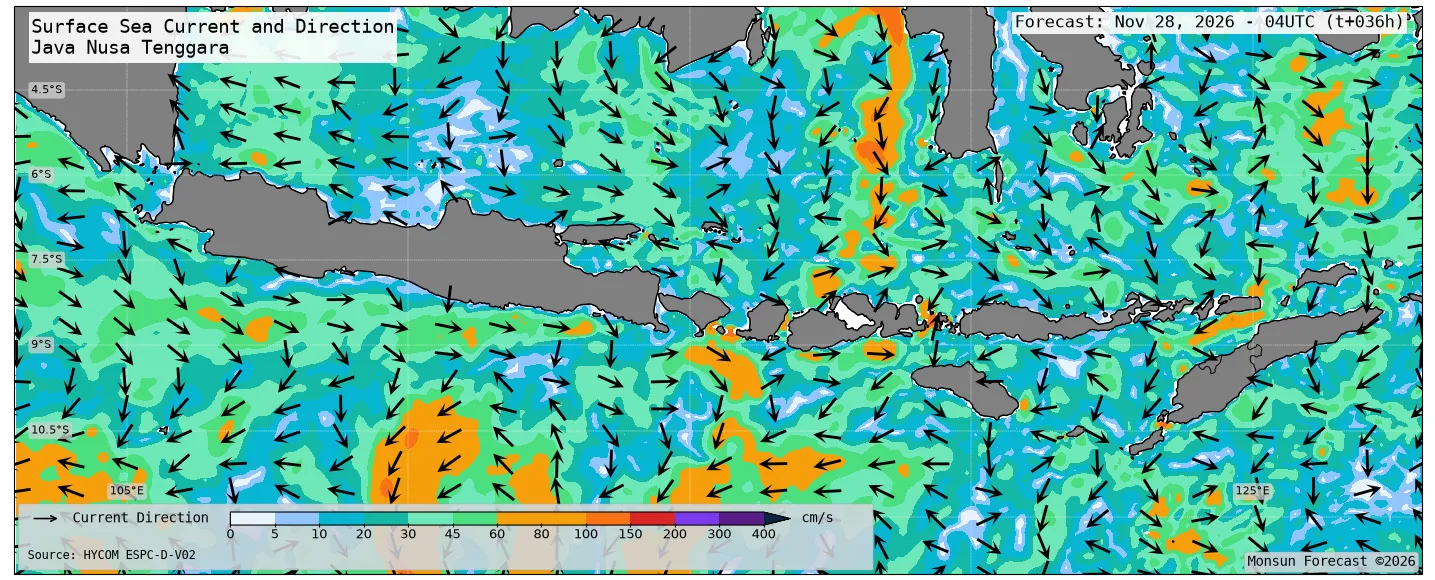 Surface Sea Current and Direction
Java Nusa Tenggara
Forecast: Nov 28, 2026 - 04UTC (t+036h)
4.5°S
6°S
7.5°S
9°S
10.5°S
105°E
125°E
Current Direction
0 5 10 20 30 45 60 80 100 150 200 300 400
cm/s
Source: HYCOM ESPC-D-V02
Monsun Forecast ©2026